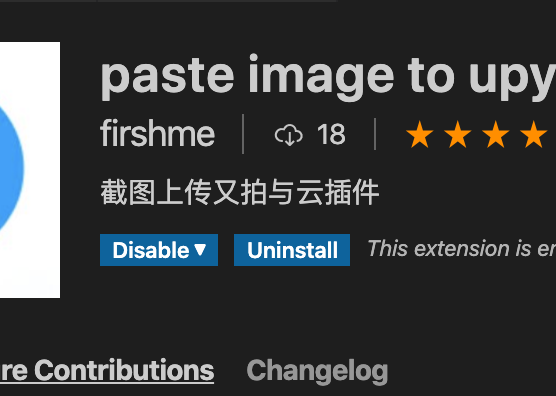 paste image to upy
firshme 18
截图上传又拍与云插件
Disable Uninstall This extension is en
re Contributions Changelog